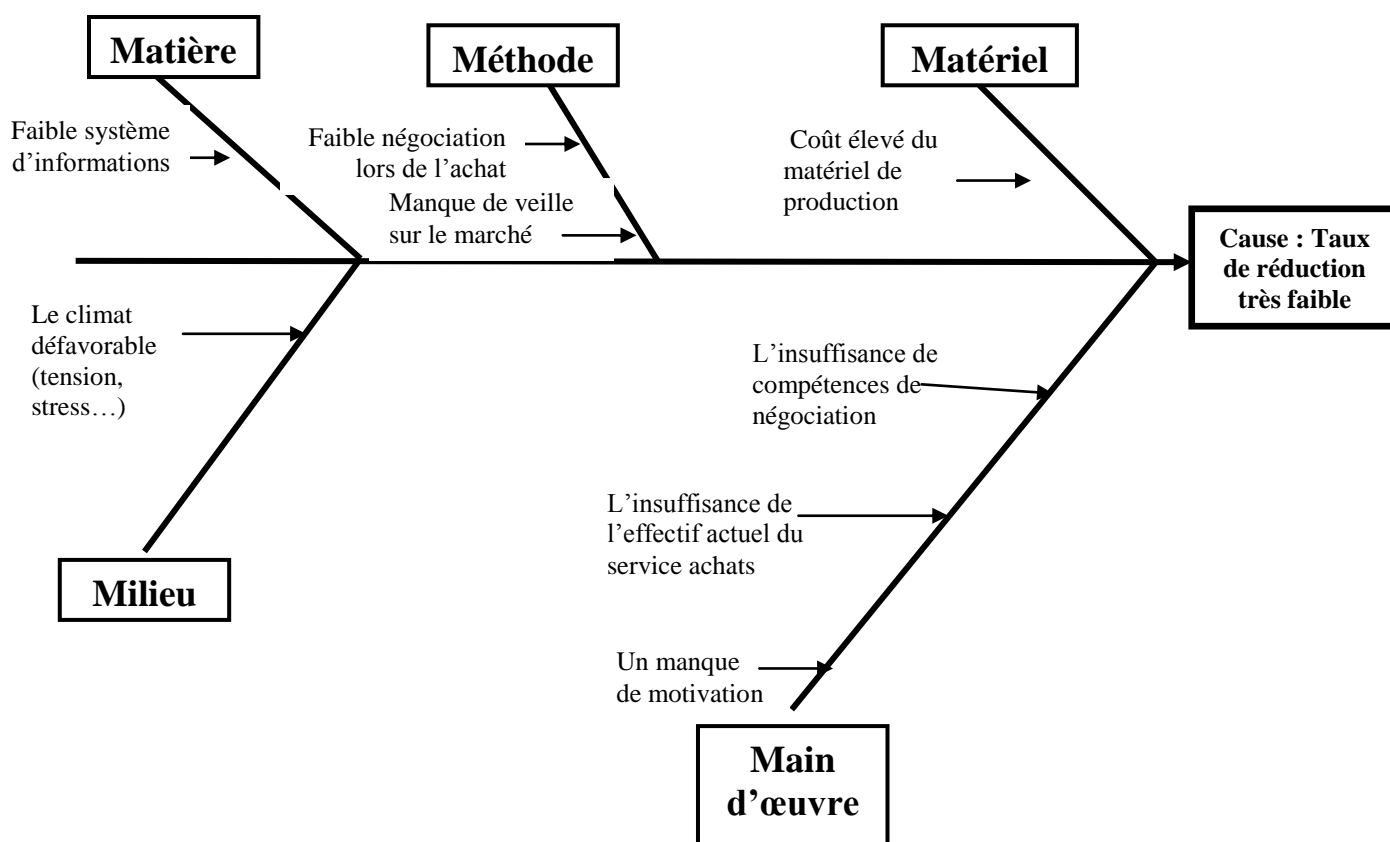 Matière
Méthode
Matériel
Faible système
d’informations
Faible négociation
lors de l’achat
Manque de veille
sur le marché
Coût élevé du
matériel de
production
Cause : Taux
de réduction
très faible
Le climat
défavorable
(tension,
stress…)
L’insuffisance de
compétences de
négociation
L’insuffisance de
l’effectif actuel du
service achats
Un manque
de motivation
Milieu
Main
d’œuvre